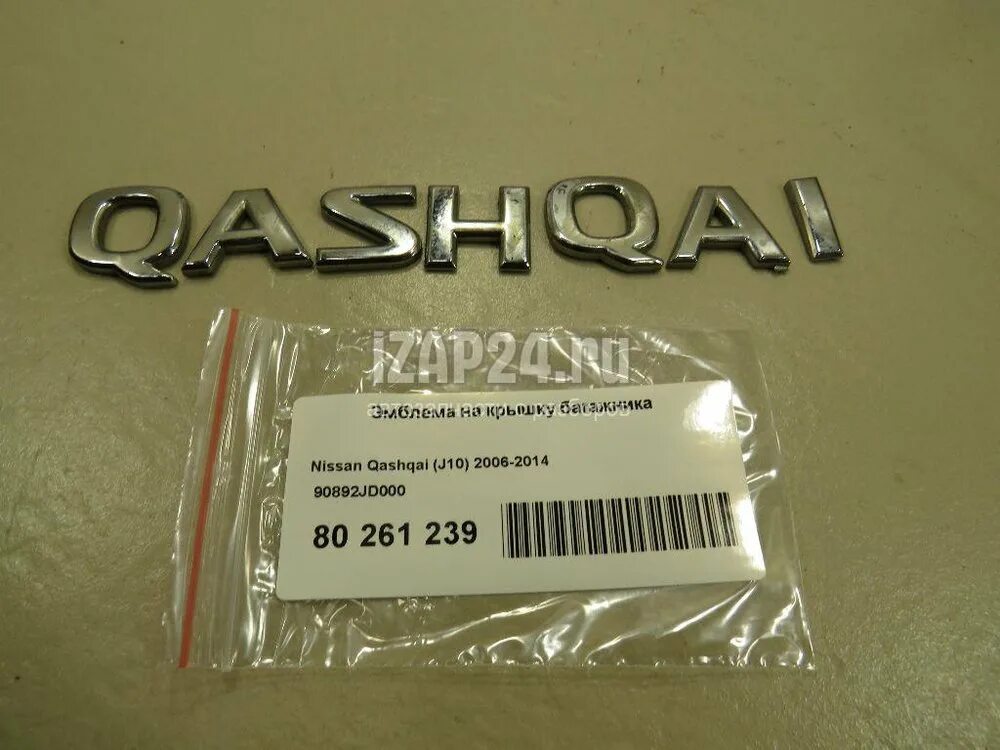 QASHQAI
iZAP24.ru
Эмблема на крышку багажника
Nissan Qashqai (J10) 2006-2014
90892JD000
80 261 239